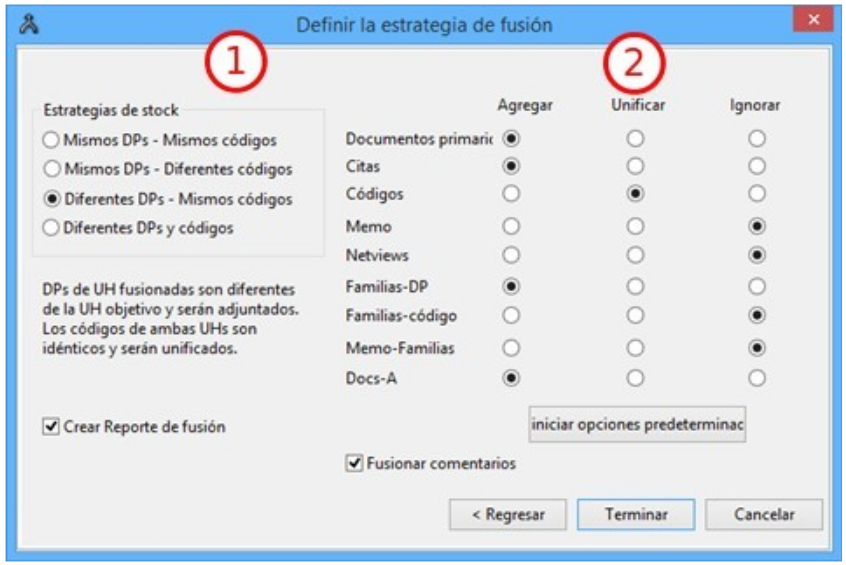 Definir la estrategia de fusión
1
2
Estrategias de stock
Mismos DPs - Mismos códigos
Mismos DPs - Diferentes códigos
Diferentes DPs - Mismos códigos
Diferentes DPs y códigos
DPs de UH fusionadas son diferentes
de la UH objetivo y serán adjuntados.
Los códigos de ambas UHs son
idénticos y serán unificados.
Crear Reporte de fusión
Agregar Unificar Ignorar
Documentos primaric
Citas
Códigos
Memo
Netviews
Familias-DP
Familias-código
Memo-Familias
Docs-A
iniciar opciones predeterminac
Fusionar comentarios
< Regresar Terminar Cancelar